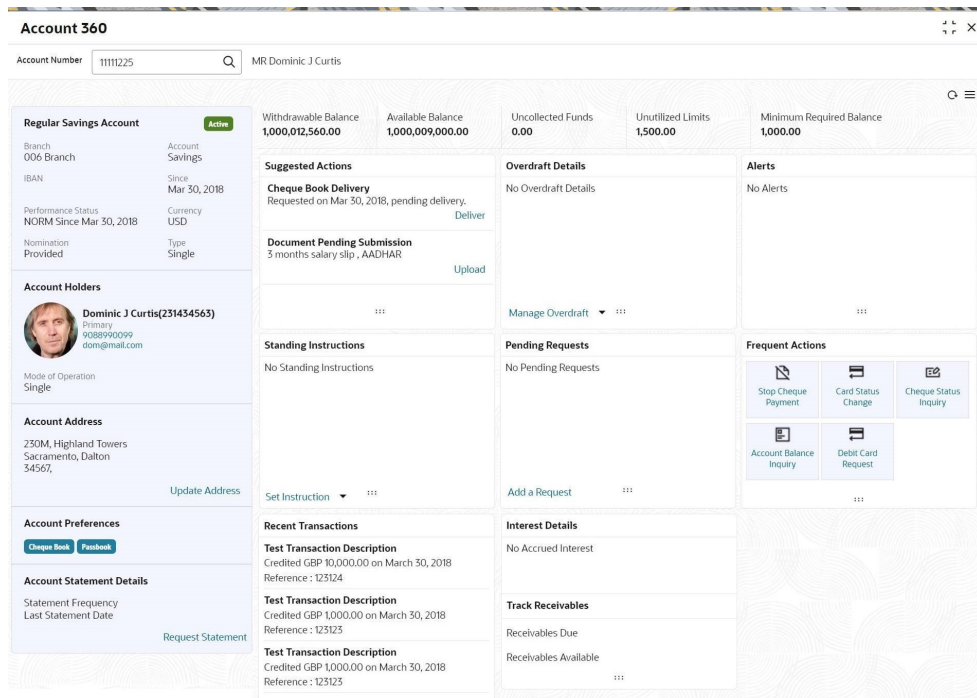 Account 360
Account Number
11111225
MR Dominic J Curtis
Regular Savings Account
Active
Branch
006 Branch
Account
Savings
IBAN
Since
Mar 30, 2018
Performance Status
NORM Since Mar 30, 2018
Currency
USD
Nomination
Provided
Type
Single
Account Holders
Dominic J Curtis(231434563)
Primary
9088990099
dom@mail.com
Mode of Operation
Single
Account Address
230M, Highland Towers
Sacramento, Dalton
34567,
Update Address
Account Preferences
Cheque Book
Passbook
Account Statement Details
Statement Frequency
Last Statement Date
Request Statement
Withdrawable Balance
1,000,012,560.00
Available Balance
1,000,009,000.00
Uncollected Funds
0.00
Unutilized Limits
1,500.00
Minimum Required Balance
1,000.00
Suggested Actions
Cheque Book Delivery
Requested on Mar 30, 2018, pending delivery.
Deliver
Document Pending Submission
3 months salary slip , AADHAR
Upload
Overdraft Details
No Overdraft Details
Manage Overdraft
Alerts
No Alerts
Standing Instructions
No Standing Instructions
Set Instruction
Pending Requests
No Pending Requests
Add a Request
Frequent Actions
Stop Cheque
Payment
Card Status
Change
Cheque Status
Inquiry
Account Balance
Inquiry
Debit Card
Request
Recent Transactions
Test Transaction Description
Credited GBP 10,000.00 on March 30, 2018
Reference : 123124
Test Transaction Description
Credited GBP 1,000.00 on March 30, 2018
Reference : 123123
Test Transaction Description
Credited GBP 1,000.00 on March 30, 2018
Reference : 123123
Interest Details
No Accrued Interest
Track Receivables
Receivables Due
Receivables Available